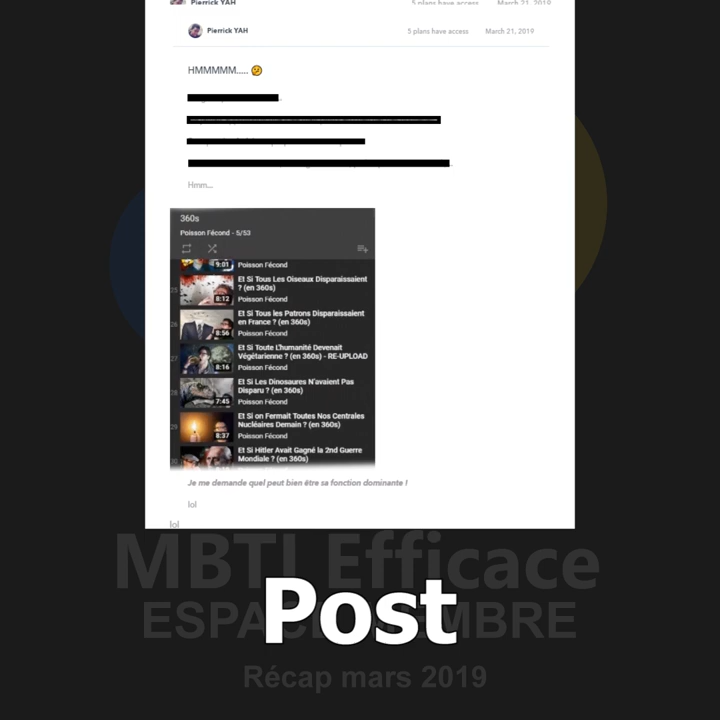 Pierrick YAH 5 plans have access March 21, 2019
Pierrick YAH 5 plans have access March 21, 2019
HMMMMM.....
Hmm...
360s
Poisson Fécond - 5/53
9:01 Poisson Fécond
25 Et Si Tous Les Oiseaux Disparaissaient
? (en 360s)
8:12 Poisson Fécond
26 Et Si Tous les Patrons Disparaissaient
en France ? (en 360s)
8:56 Poisson Fécond
27 Et Si Toute L'humanité Devenait
Végétarienne ? (en 360s) - RE-UPLOAD
8:16 Poisson Fécond
28 Et Si Les Dinosaures N'avaient Pas
Disparu ? (en 360s)
7:45 Poisson Fécond
29 Et Si on Fermait Toutes Nos Centrales
Nucléaires Demain ? (en 360s)
8:37 Poisson Fécond
30 Et Si Hitler Avait Gagné la 2nd Guerre
Mondiale ? (en 360s)
Je me demande quel peut bien être sa fonction dominante !
lol
lol
MBTI Efficace
Post
Récap mars 2019